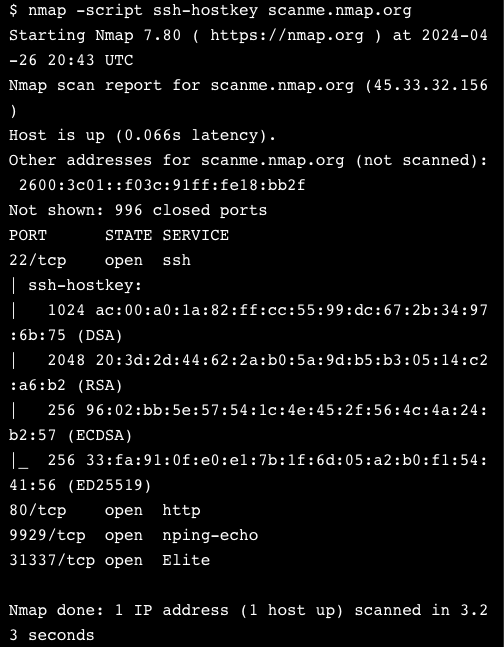 $ nmap -script ssh-hostkey scanme.nmap.org
Starting Nmap 7.80 ( https://nmap.org ) at 2024-04
-26 20:43 UTC
Nmap scan report for scanme.nmap.org (45.33.32.156
)
Host is up (0.066s latency).
Other addresses for scanme.nmap.org (not scanned):
 2600:3c01::f03c:91ff:fe18:bb2f
Not shown: 996 closed ports
PORT      STATE SERVICE
22/tcp    open  ssh
| ssh-hostkey:
|   1024 ac:00:a0:1a:82:ff:cc:55:99:dc:67:2b:34:97
:6b:75 (DSA)
|   2048 20:3d:2d:44:62:2a:b0:5a:9d:b5:b3:05:14:c2
:a6:b2 (RSA)
|   256 96:02:bb:5e:57:54:1c:4e:45:2f:56:4c:4a:24:
b2:57 (ECDSA)
|_  256 33:fa:91:0f:e0:e1:7b:1f:6d:05:a2:b0:f1:54:
41:56 (ED25519)
80/tcp    open  http
9929/tcp  open  nping-echo
31337/tcp open  Elite

Nmap done: 1 IP address (1 host up) scanned in 3.2
3 seconds